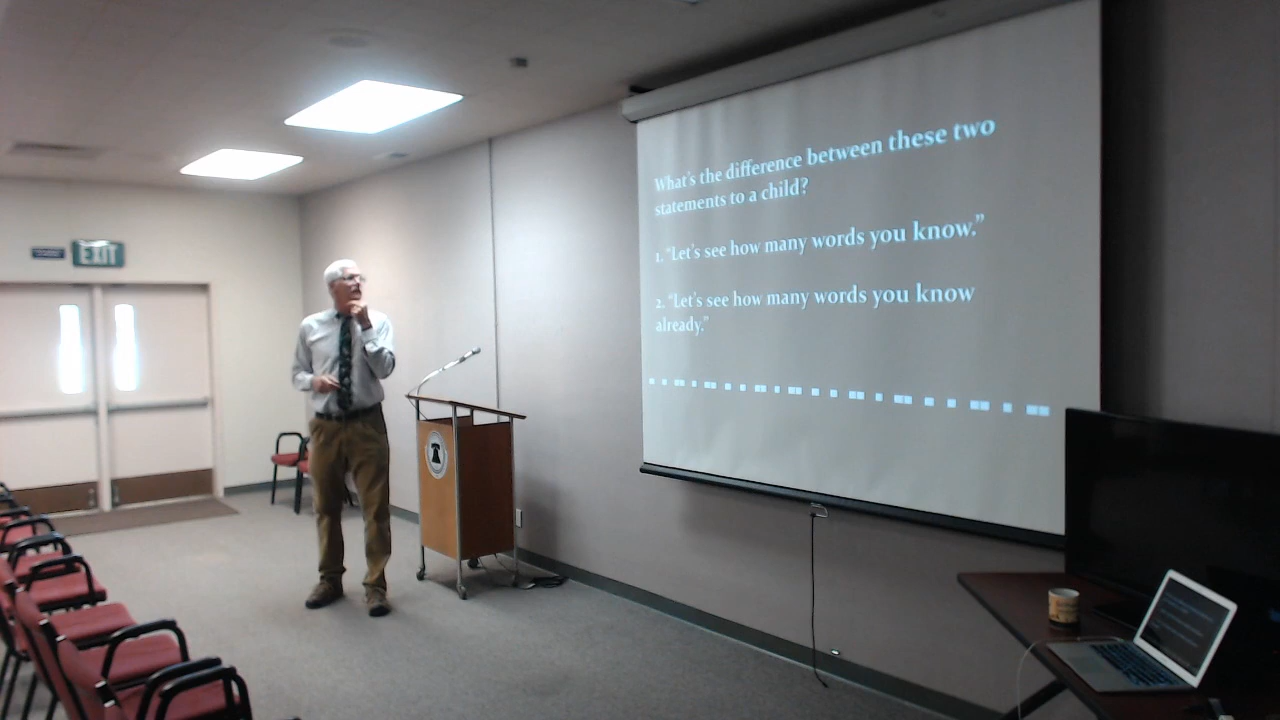 What's the difference between these two
statements to a child?
1. “Let's see how many words you know.”
2. “Let's see how many words you know
already.”
EXIT